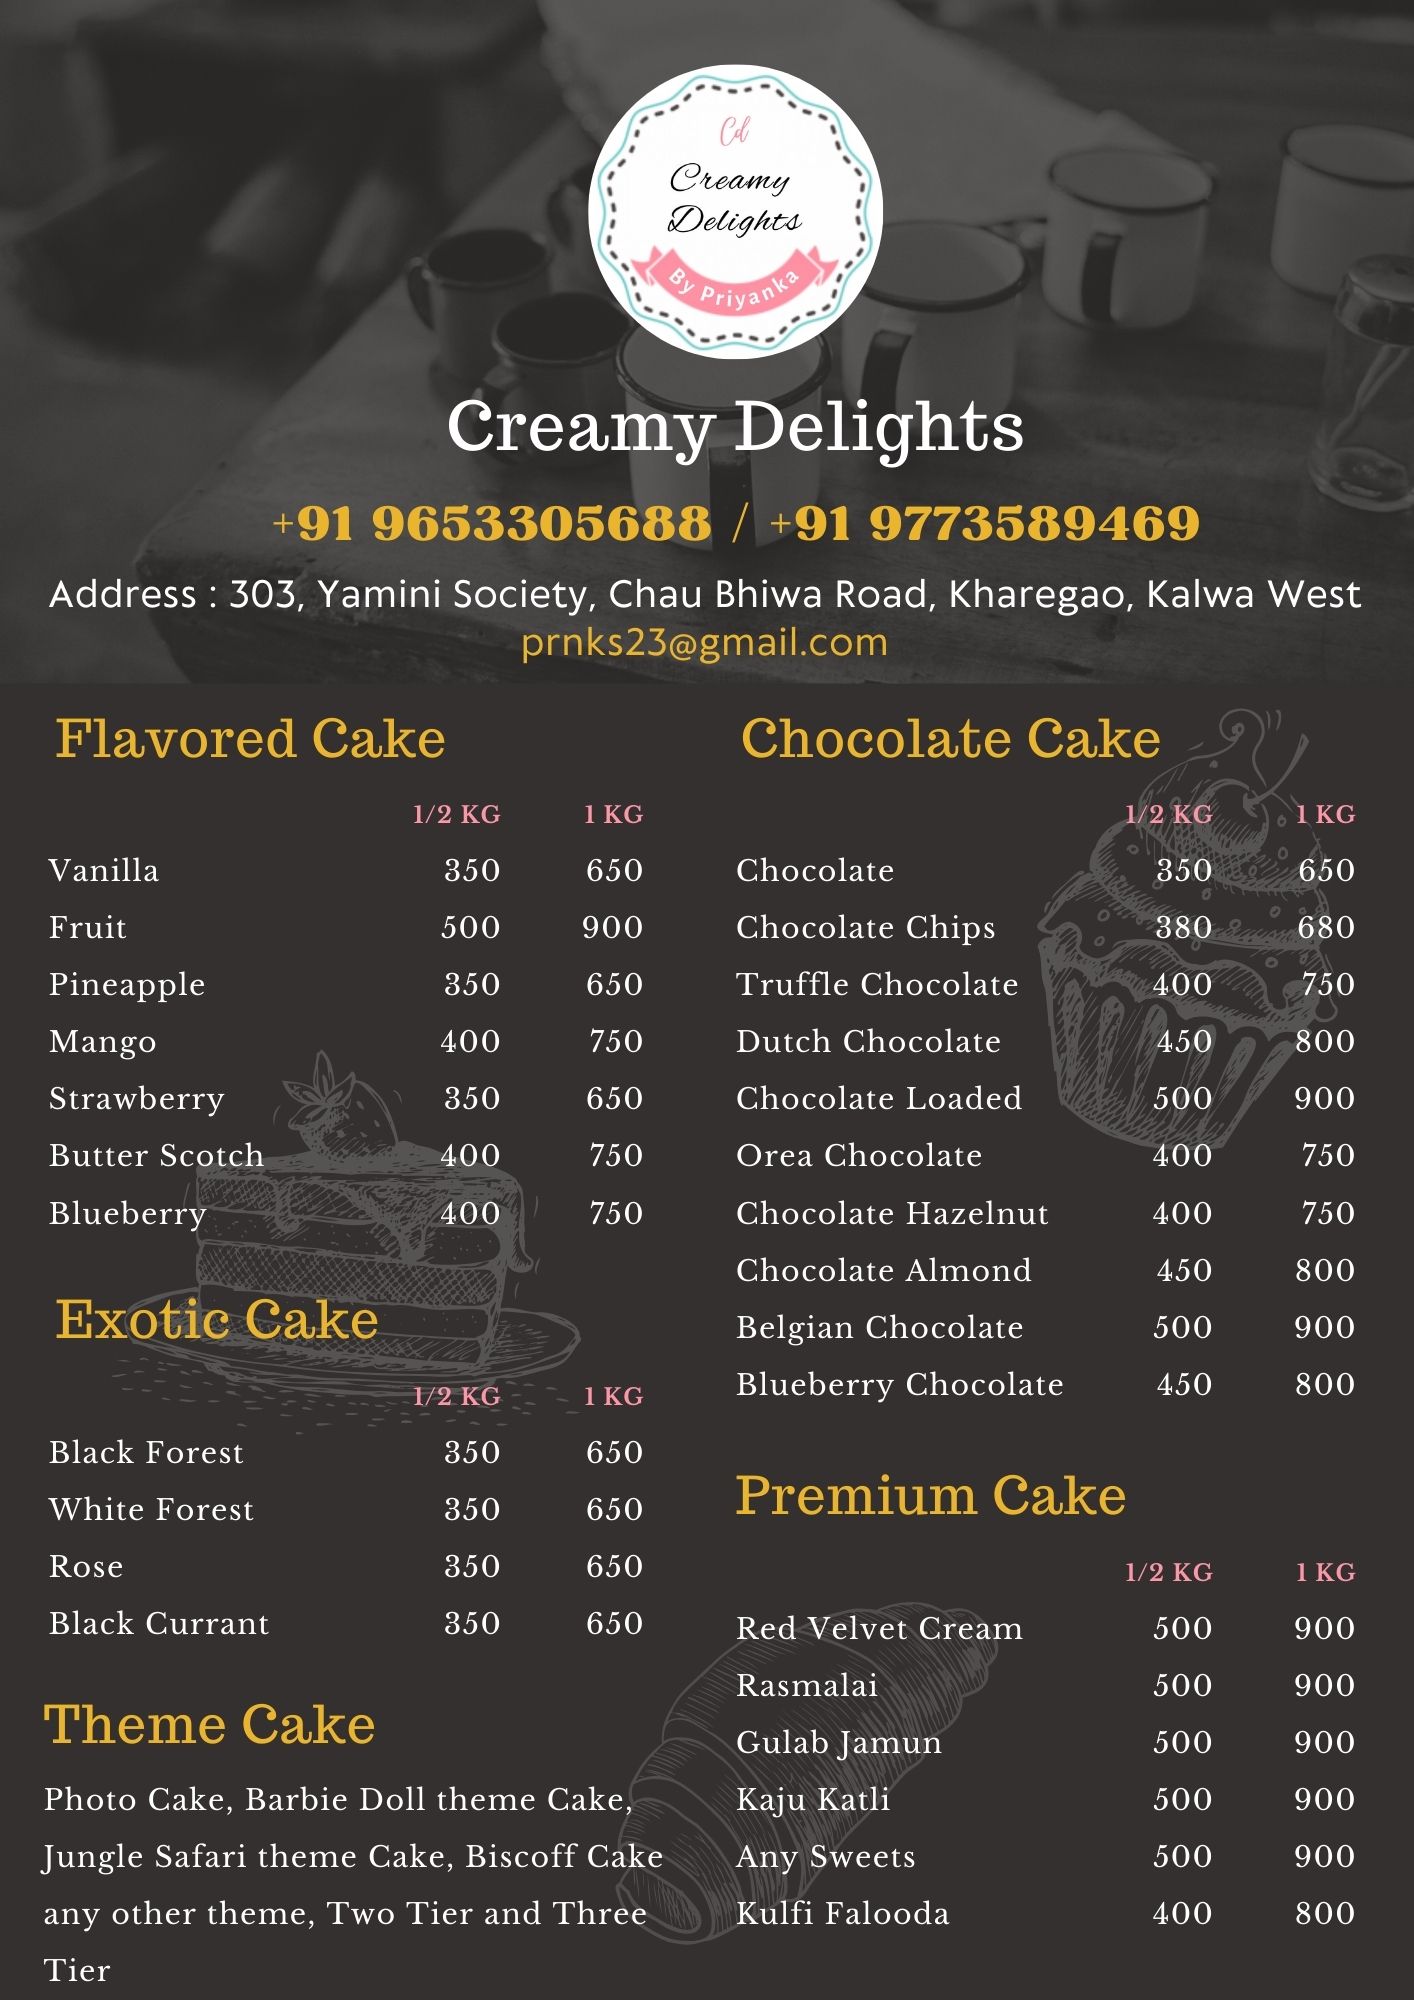 Cd
Creamy
Delights
By Priyanka
Creamy Delights
+91 9653305688 / +91 9773589469
Address : 303, Yamini Society, Chau Bhiwa Road, Kharegao, Kalwa West
prnks23@gmail.com
Flavored Cake
1/2 KG 1 KG
Vanilla 350 650
Fruit 500 900
Pineapple 350 650
Mango 400 750
Strawberry 350 650
Butter Scotch 400 750
Blueberry 400 750
Exotic Cake
1/2 KG 1 KG
Black Forest 350 650
White Forest 350 650
Rose 350 650
Black Currant 350 650
Theme Cake
Photo Cake, Barbie Doll theme Cake,
Jungle Safari theme Cake, Biscoff Cake
any other theme, Two Tier and Three
Tier
Chocolate Cake
1/2 KG 1 KG
Chocolate 350 650
Chocolate Chips 380 680
Truffle Chocolate 400 750
Dutch Chocolate 450 800
Chocolate Loaded 500 900
Orea Chocolate 400 750
Chocolate Hazelnut 400 750
Chocolate Almond 450 800
Belgian Chocolate 500 900
Blueberry Chocolate 450 800
Premium Cake
1/2 KG 1 KG
Red Velvet Cream 500 900
Rasmalai 500 900
Gulab Jamun 500 900
Kaju Katli 500 900
Any Sweets 500 900
Kulfi Falooda 400 800